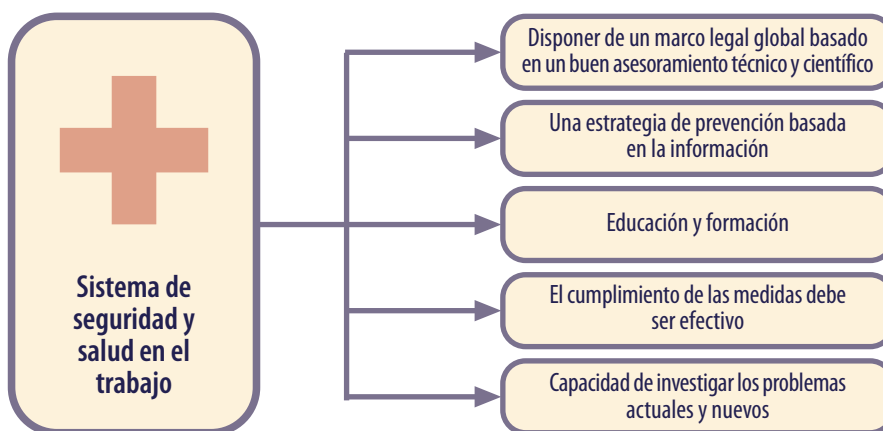 Sistema de
seguridad y
salud en el
trabajo
Disponer de un marco legal global basado
en un buen asesoramiento técnico y científico
Una estrategia de prevención basada
en la información
Educación y formación
El cumplimiento de las medidas debe
ser efectivo
Capacidad de investigar los problemas
actuales y nuevos